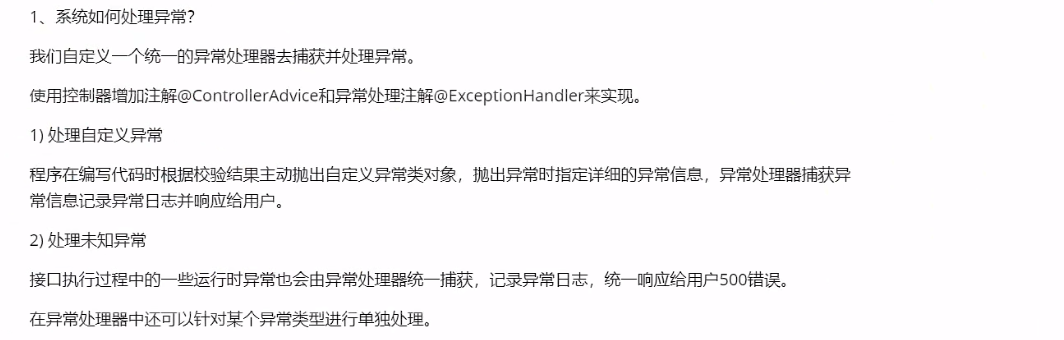 1、系统如何处理异常？
我们自定义一个统一的异常处理器去捕获并处理异常。
使用控制器增加注解@ControllerAdvice和异常处理注解@ExceptionHandler来实现。
1) 处理自定义异常
程序在编写代码时根据校验结果主动抛出自定义异常类对象，抛出异常时指定详细的异常信息，异常处理器捕获异
常信息记录异常日志并响应给用户。
2) 处理未知异常
接口执行过程中的一些运行时异常也会由异常处理器统一捕获，记录异常日志，统一响应给用户500错误。
在异常处理器中还可以针对某个异常类型进行单独处理。